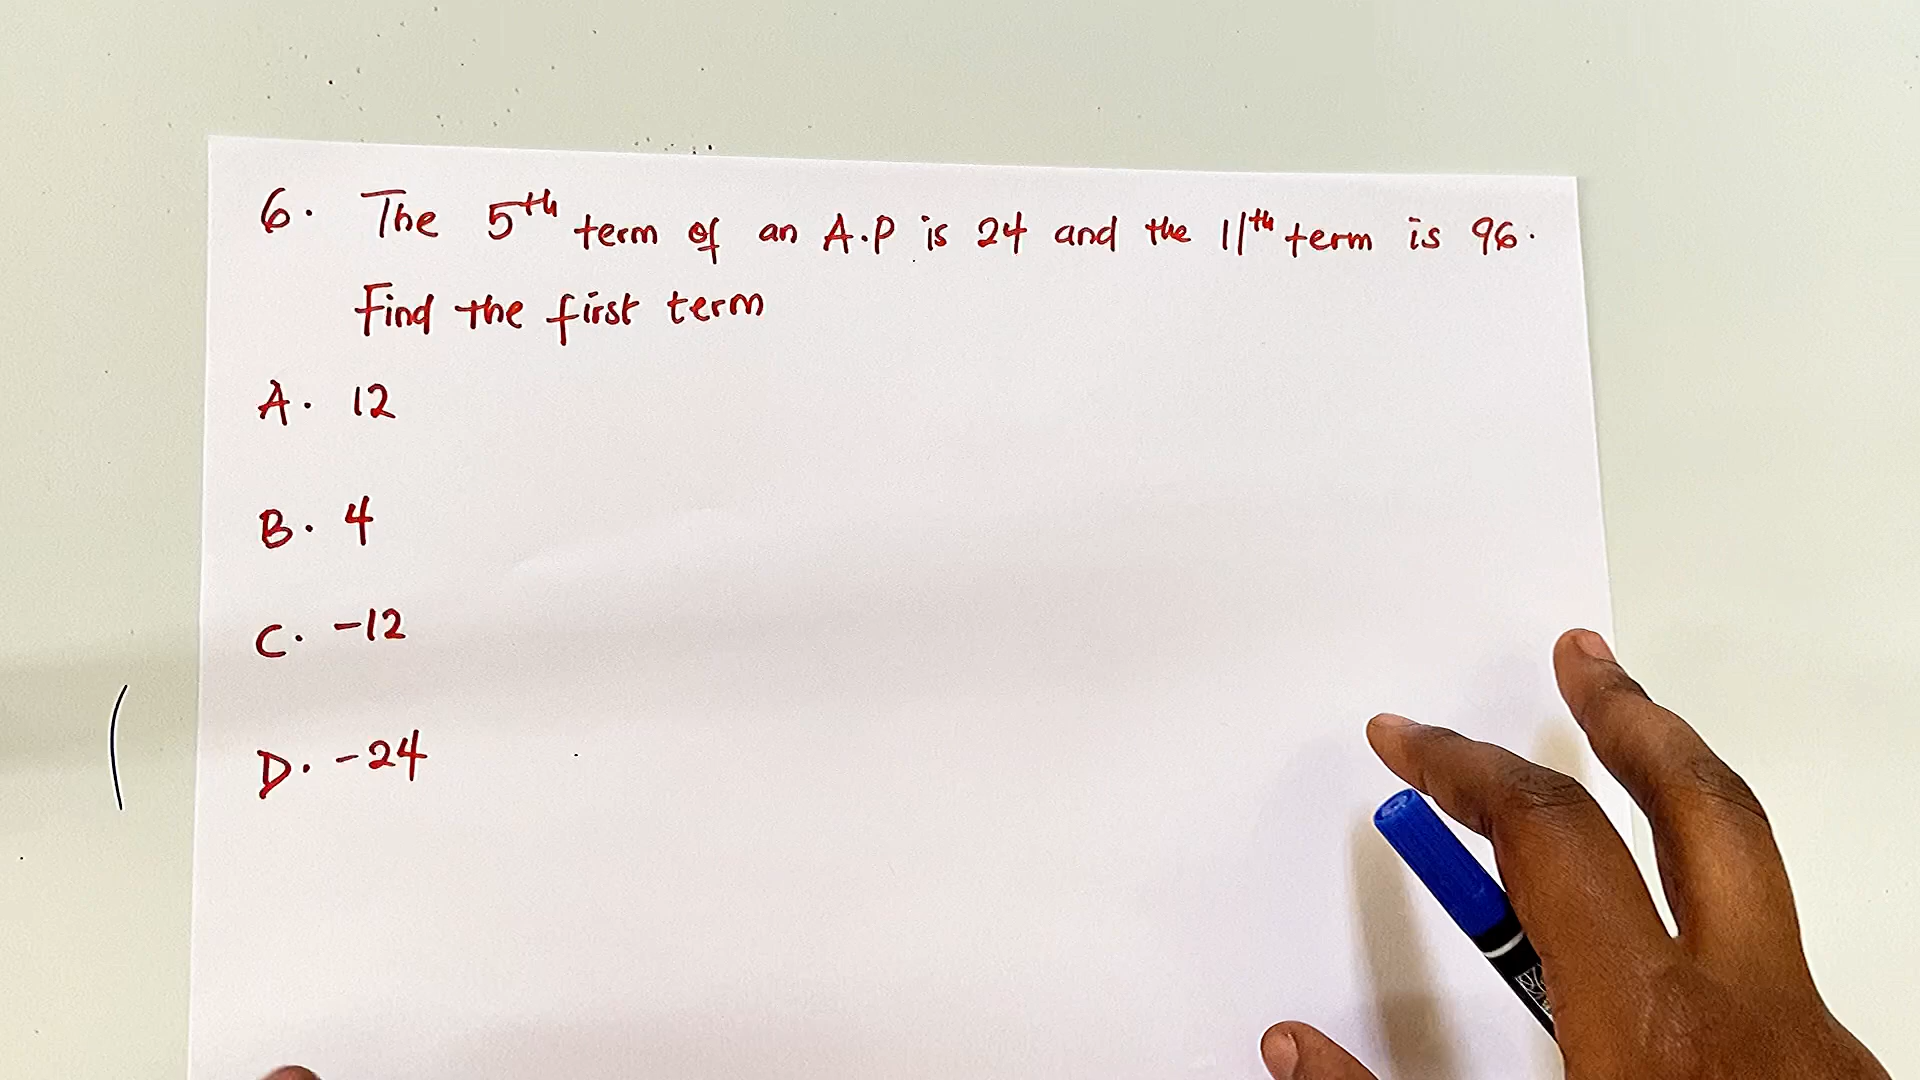 6. The 5th term of an A.P is 24 and the 11th term is 96.
Find the first term
A. 12
B. 4
C. -12
D. -24